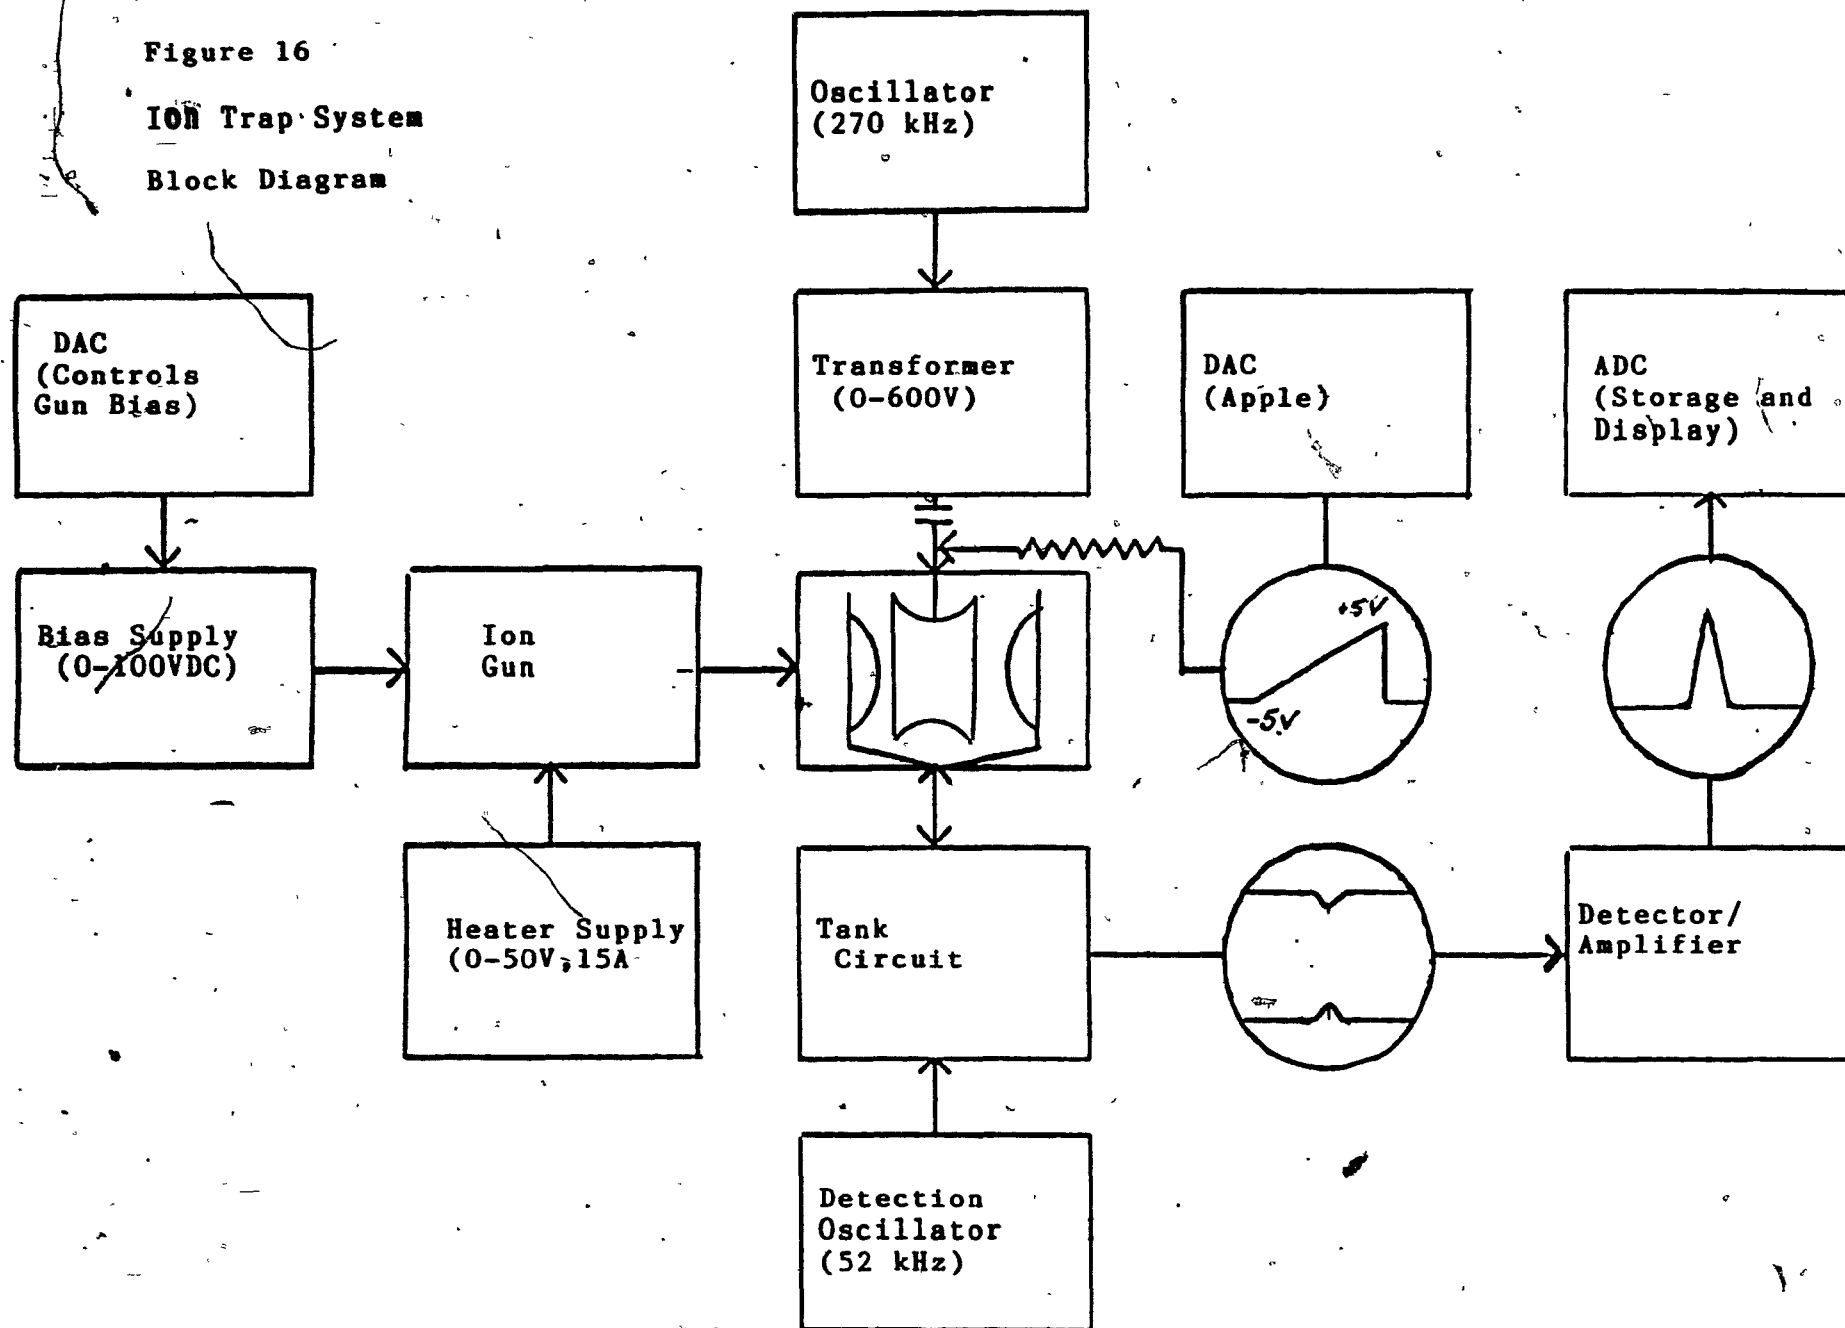 Figure 16
Ion Trap System
Block Diagram
Oscillator
(270 kHz)
DAC
(Controls
Gun Bias)
Transformer
(0-600V)
DAC
(Apple}
ADC
(Storage and
Display)
Bias Supply
(0-100VDC)
Ion
Gun
+5V
-5V
Heater Supply
(0-50V,15A
Tank
Circuit
Detector/
Amplifier
Detection
Oscillator
(52 kHz)